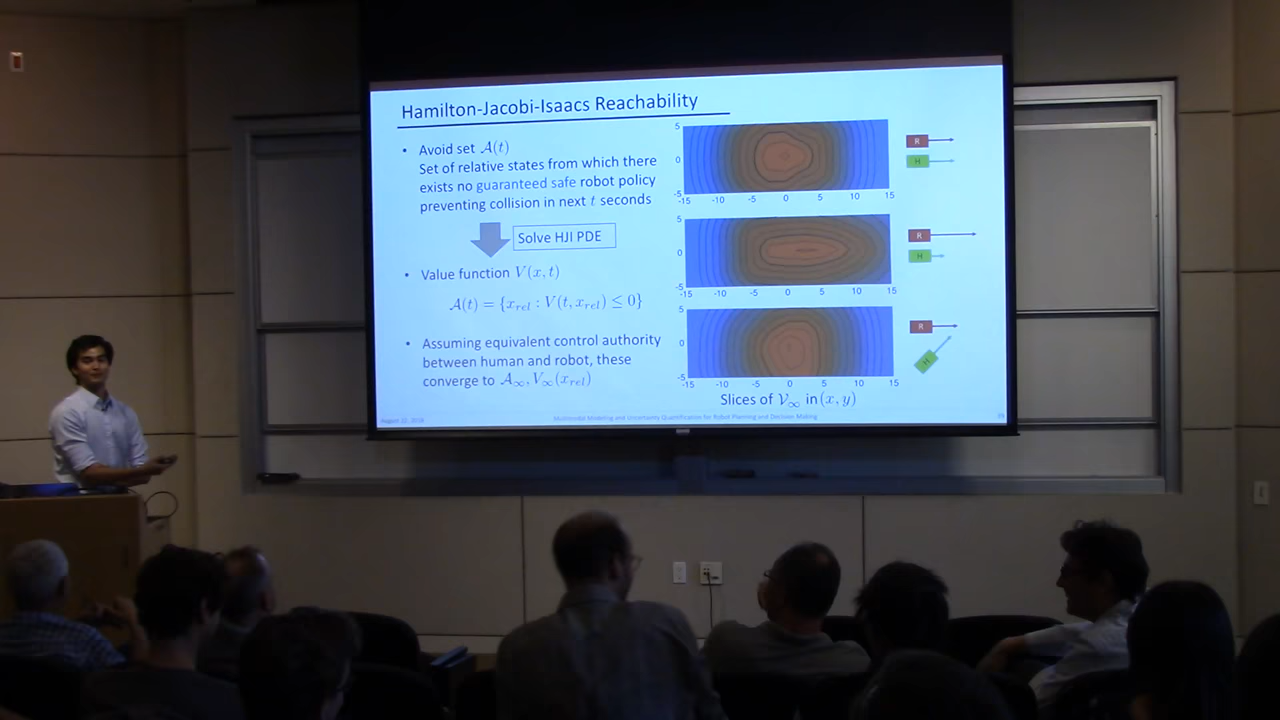 Hamilton-Jacobi-Isaacs Reachability
• Avoid set 𝒜(t)
Set of relative states from which there
exists no guaranteed safe robot policy
preventing collision in next t seconds
Solve HJI PDE
• Value function V(x, t)
𝒜(t) = {x_rel : V(t, x_rel) ≤ 0}
• Assuming equivalent control authority
between human and robot, these
converge to 𝒜_∞, V_∞(x_rel)
5
0
-5
-15 -10 -5 0 5 10 15
R
H
5
0
-5
-15 -10 -5 0 5 10 15
R
H
5
0
-5
-15 -10 -5 0 5 10 15
R
H
Slices of 𝒱_∞ in (x, y)
Multimodal Modeling and Uncertainty Quantification for Robot Planning and Decision Making